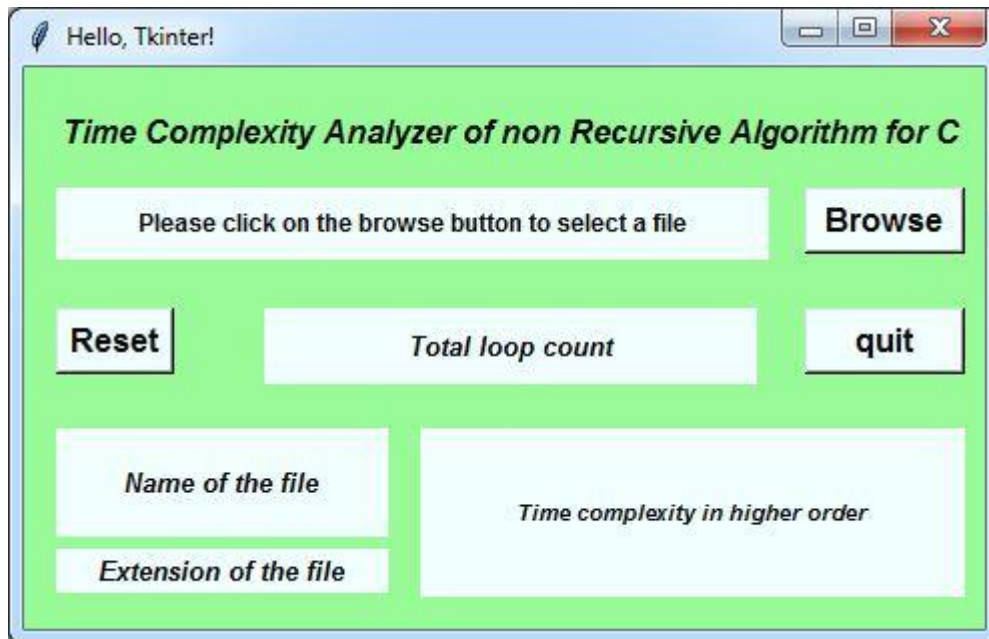 Hello, Tkinter!
Time Complexity Analyzer of non Recursive Algorithm for C
Please click on the browse button to select a file
Browse
Reset
Total loop count
quit
Name of the file
Time complexity in higher order
Extension of the file